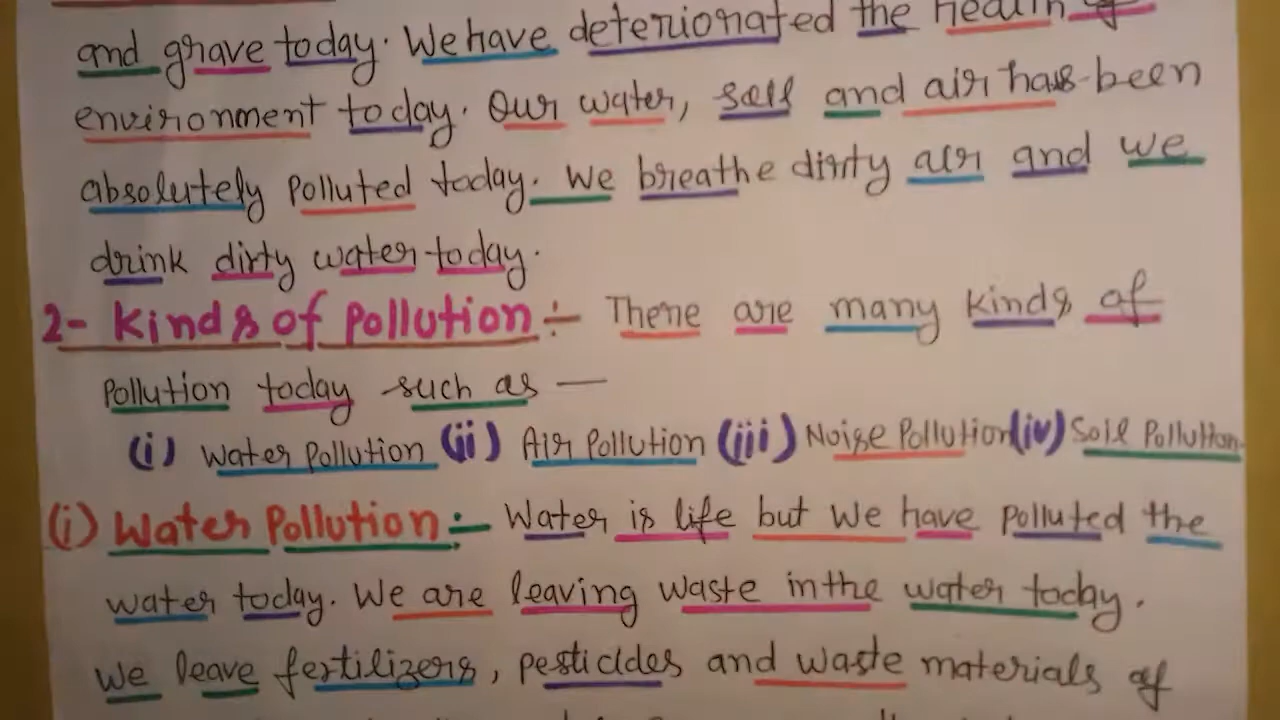 and grave today. We have deteriorated the health of
environment today. Our water, soil and air has been
absolutely polluted today. We breathe dirty air and we
drink dirty water today.
2- Kinds of Pollution:- There are many kinds of
Pollution today such as —
(i) Water Pollution (ii) Air Pollution (iii) Noise Pollution (iv) Soil Pollution.
(i) Water Pollution:- Water is life but we have polluted the
water today. We are leaving waste in the water today.
We leave fertilizers, pesticides and waste materials of